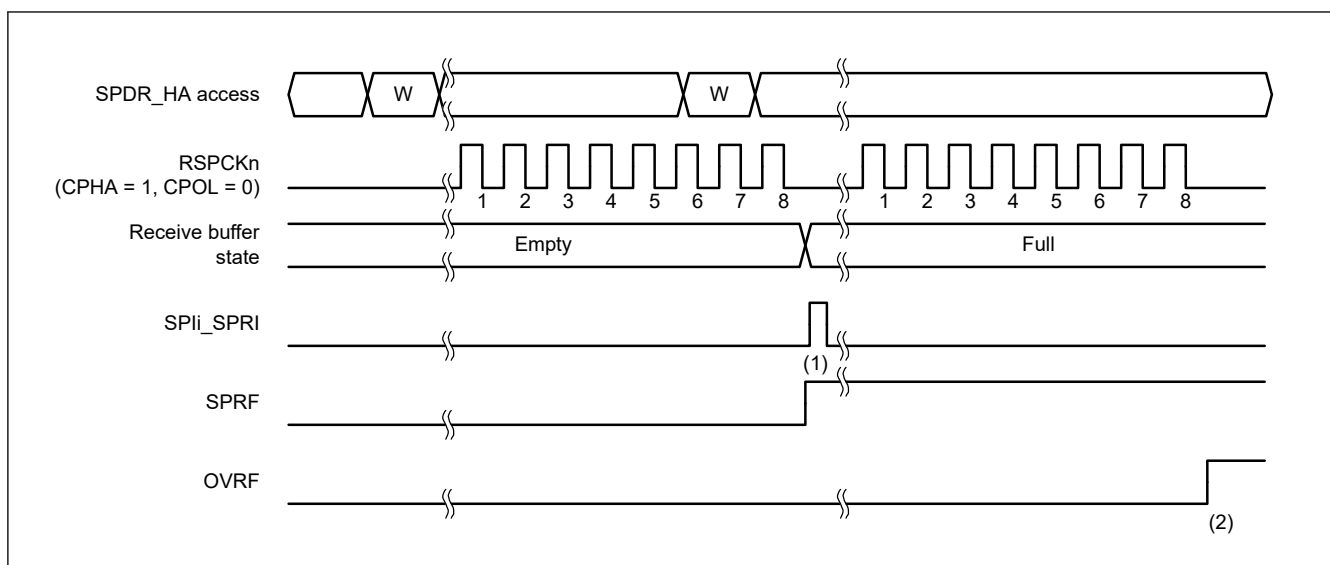 SPDR_HA access
W
W
RSPCKn
(CPHA = 1, CPOL = 0)
1 2 3 4 5 6 7 8
1 2 3 4 5 6 7 8
Receive buffer
state
Empty
Full
SPIi_SPRI
(1)
SPRF
OVRF
(2)